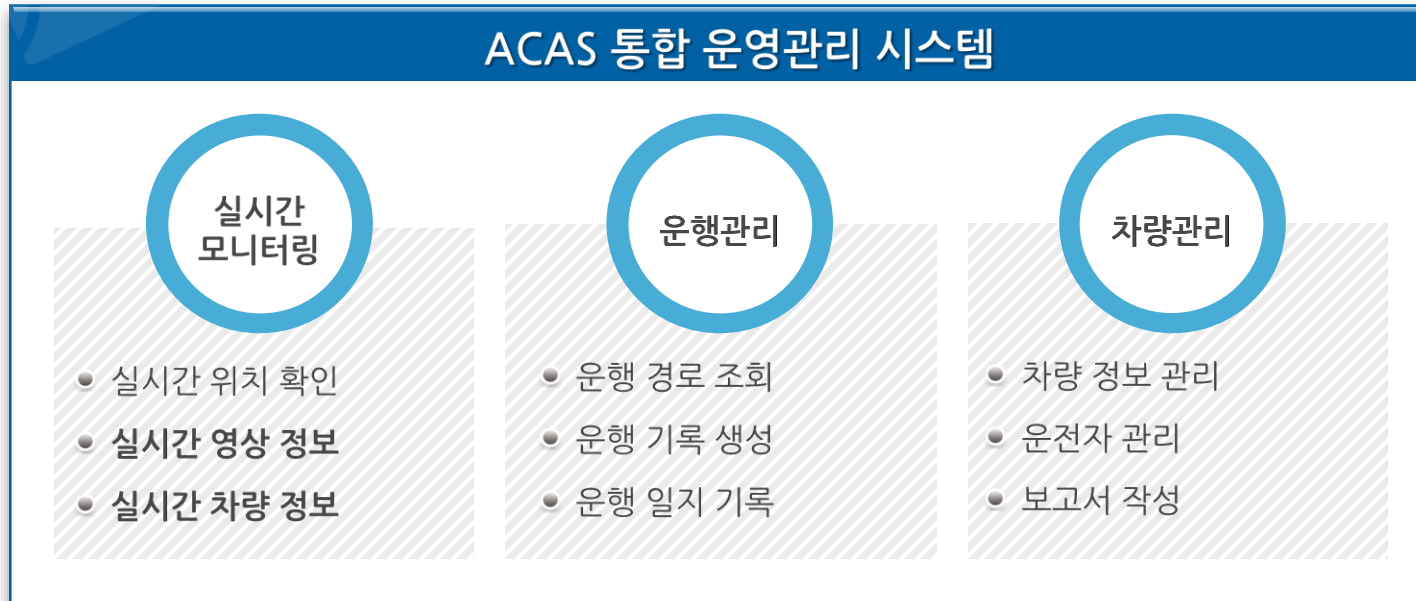 ACAS 통합 운영관리 시스템
실시간
모니터링
실시간 위치 확인
실시간 영상 정보
실시간 차량 정보
운행관리
운행 경로 조회
운행 기록 생성
운행 일지 기록
차량관리
차량 정보 관리
운전자 관리
보고서 작성